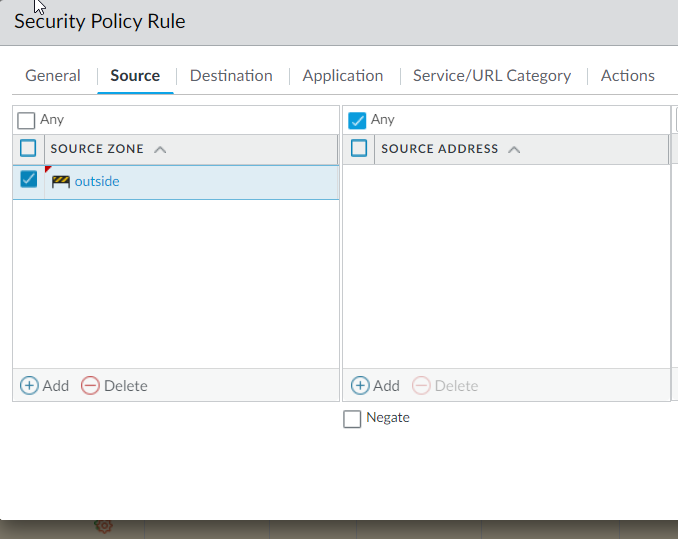 Security Policy Rule
General Source Destination Application Service/URL Category Actions
Any Any
SOURCE ZONE SOURCE ADDRESS
outside
Add Delete Add Delete
Negate